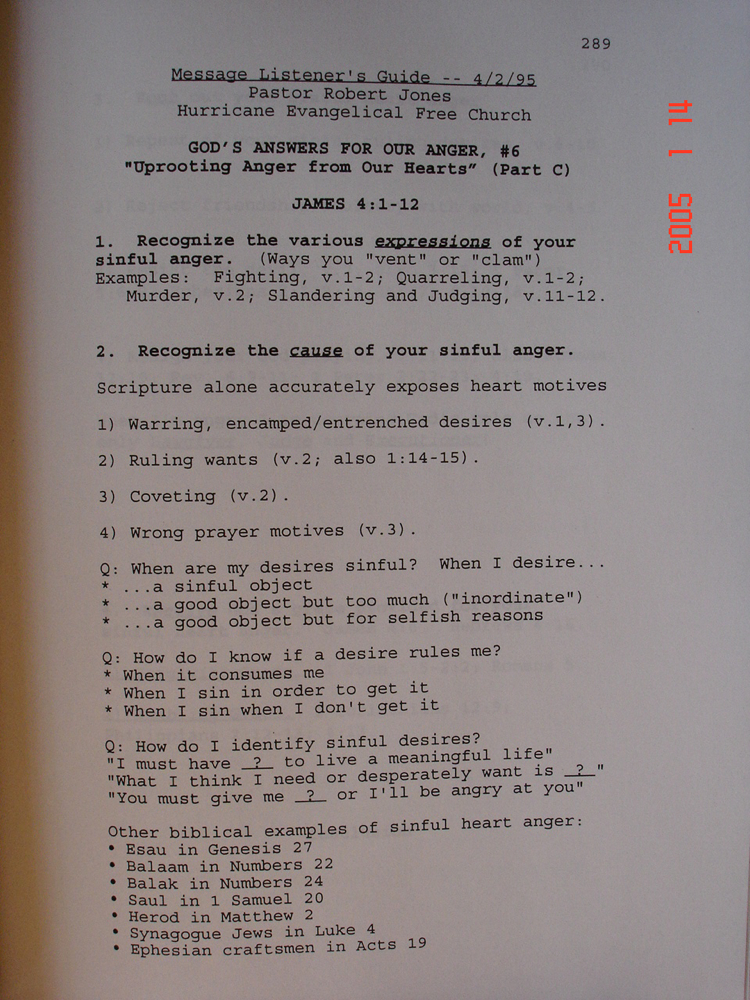 289
Message Listener's Guide -- 4/2/95
Pastor Robert Jones
Hurricane Evangelical Free Church
GOD'S ANSWERS FOR OUR ANGER, #6
"Uprooting Anger from Our Hearts" (Part C)
JAMES 4:1-12
1. Recognize the various expressions of your
sinful anger. (Ways you "vent" or "clam")
Examples: Fighting, v.1-2; Quarreling, v.1-2;
Murder, v.2; Slandering and Judging, v.11-12.
2. Recognize the cause of your sinful anger.
Scripture alone accurately exposes heart motives
1) Warring, encamped/entrenched desires (v.1,3).
2) Ruling wants (v.2; also 1:14-15).
3) Coveting (v.2).
4) Wrong prayer motives (v.3).
Q: When are my desires sinful? When I desire...
* ...a sinful object
* ...a good object but too much ("inordinate")
* ...a good object but for selfish reasons
Q: How do I know if a desire rules me?
* When it consumes me
* When I sin in order to get it
* When I sin when I don't get it
Q: How do I identify sinful desires?
"I must have _?_ to live a meaningful life"
"What I think I need or desperately want is _?_"
"You must give me _?_ or I'll be angry at you"
Other biblical examples of sinful heart anger:
• Esau in Genesis 27
• Balaam in Numbers 22
• Balak in Numbers 24
• Saul in 1 Samuel 20
• Herod in Matthew 2
• Synagogue Jews in Luke 4
• Ephesian craftsmen in Acts 19
2005 1 14